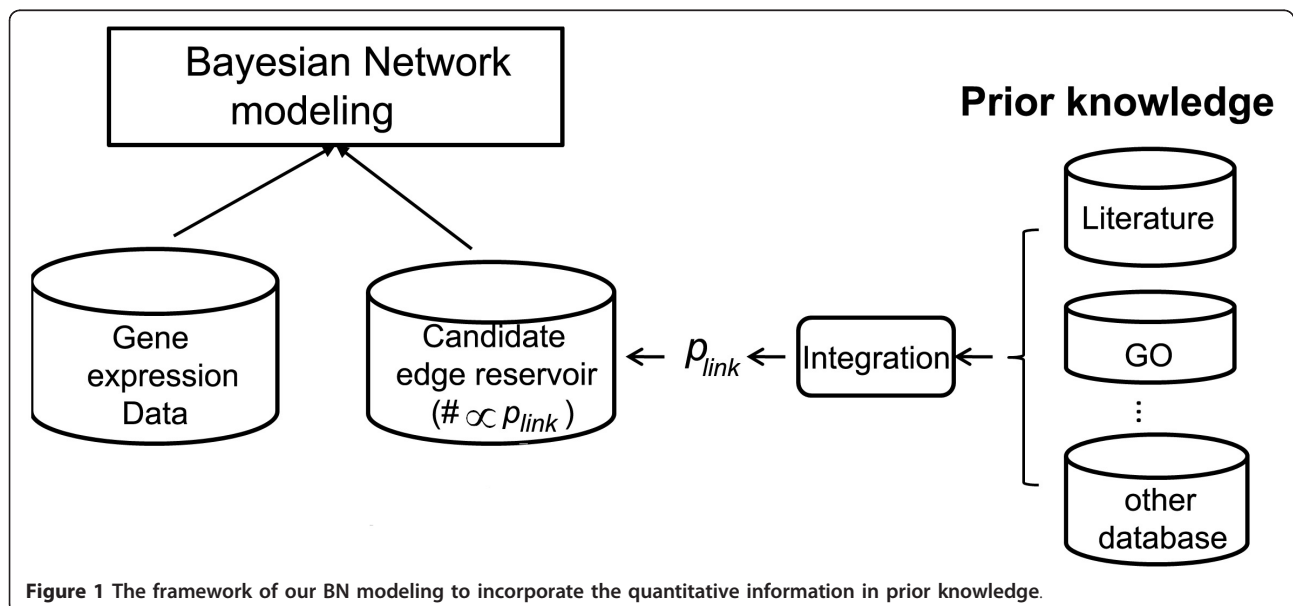 Bayesian Network
modeling
Prior knowledge
Literature
GO
⋮
other
database
Integration
p_link
Candidate
edge reservoir
(# ∝ p_link)
Gene
expression
Data
Figure 1 The framework of our BN modeling to incorporate the quantitative information in prior knowledge.